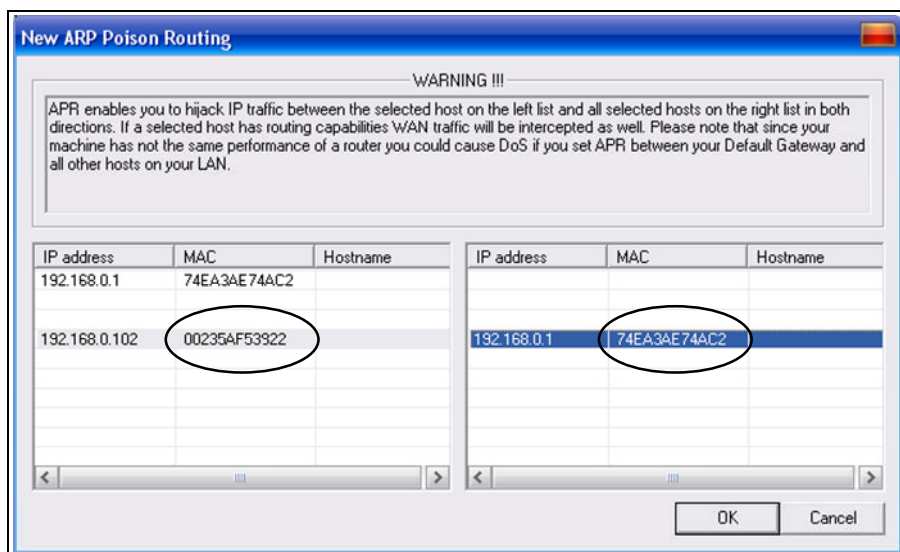 New ARP Poison Routing
WARNING !!!
APR enables you to hijack IP traffic between the selected host on the left list and all selected hosts on the right list in both
directions. If a selected host has routing capabilities WAN traffic will be intercepted as well. Please note that since your
machine has not the same performance of a router you could cause DoS if you set APR between your Default Gateway and
all other hosts on your LAN.
IP address MAC Hostname IP address MAC Hostname
192.168.0.1 74EA3AE74AC2
192.168.0.102 00235AF53922 192.168.0.1 74EA3AE74AC2
OK Cancel